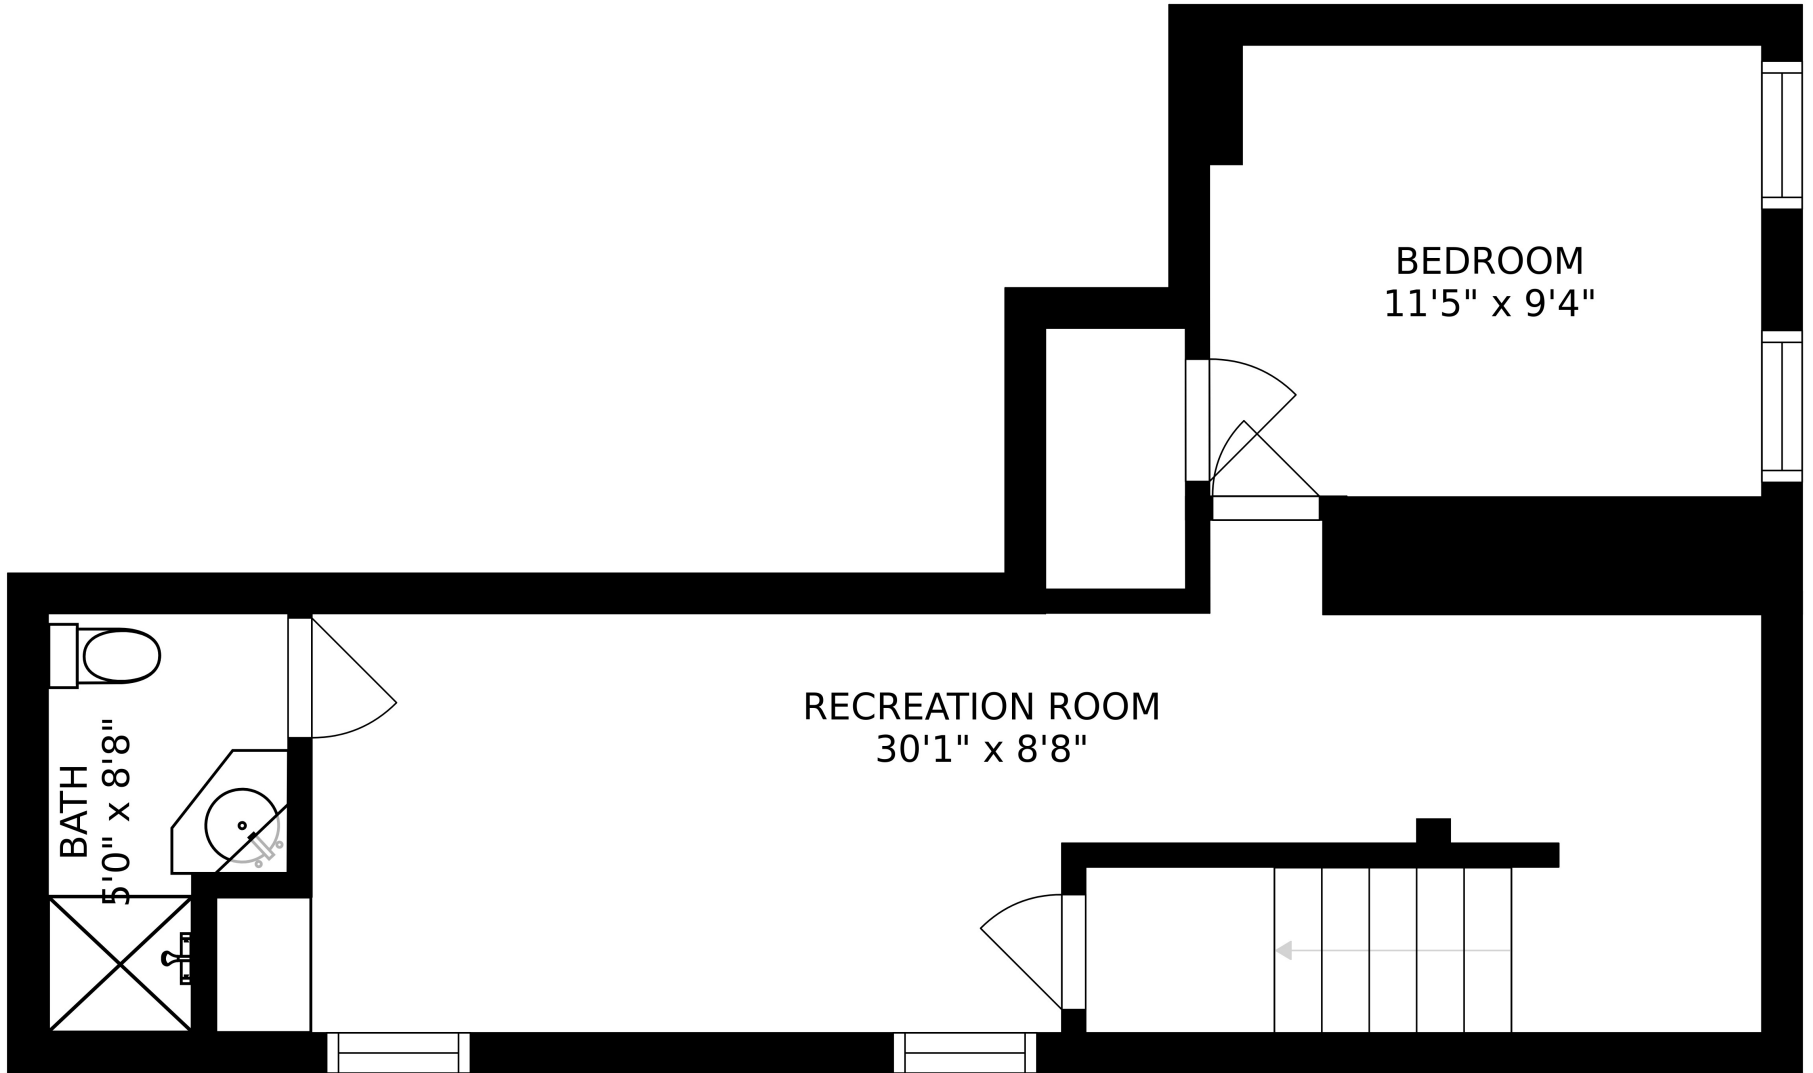 BEDROOM
11'5" x 9'4"
RECREATION ROOM
30'1" x 8'8"
BATH
5'0" x 8'8"